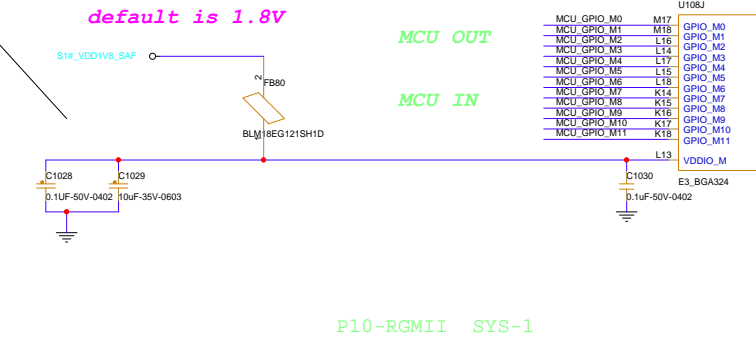 default is 1.8V
S1#_VDD1V8_SAF
2
FB80
BLM18EG121SH1D
1
MCU OUT
MCU IN
U108J
MCU_GPIO_M0 M17 GPIO_M0
MCU_GPIO_M1 M18 GPIO_M1
MCU_GPIO_M2 L16 GPIO_M2
MCU_GPIO_M3 L14 GPIO_M3
MCU_GPIO_M4 L17 GPIO_M4
MCU_GPIO_M5 L15 GPIO_M5
MCU_GPIO_M6 L18 GPIO_M6
MCU_GPIO_M7 K14 GPIO_M7
MCU_GPIO_M8 K15 GPIO_M8
MCU_GPIO_M9 K16 GPIO_M9
MCU_GPIO_M10 K17 GPIO_M10
MCU_GPIO_M11 K18 GPIO_M11
L13 VDDIO_M
E3_BGA324
C1028
0.1UF-50V-0402
C1029
10uF-35V-0603
C1030
0.1uF-50V-0402
P10-RGMII SYS-1